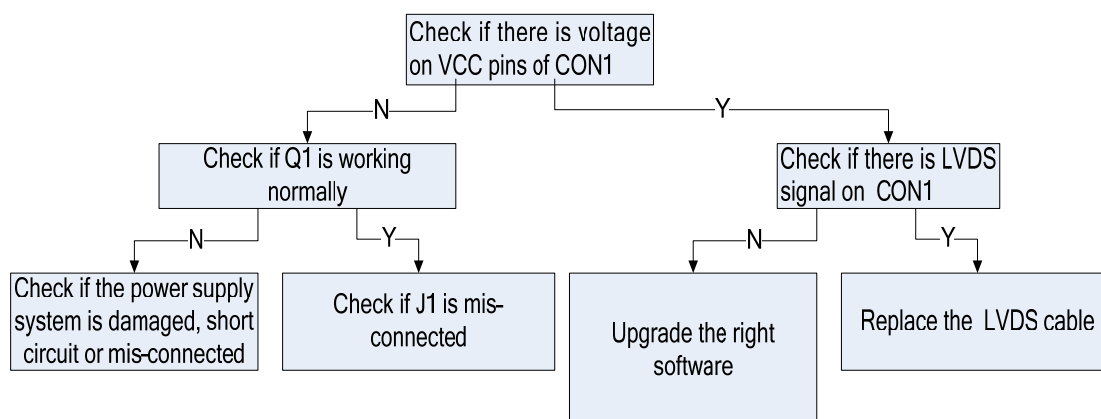 Check if there is voltage
on VCC pins of CON1
N
Y
Check if Q1 is working
normally
Check if there is LVDS
signal on CON1
N
Y
N
Y
Check if the power supply
system is damaged, short
circuit or mis-connected
Check if J1 is mis-
connected
Upgrade the right
software
Replace the LVDS cable